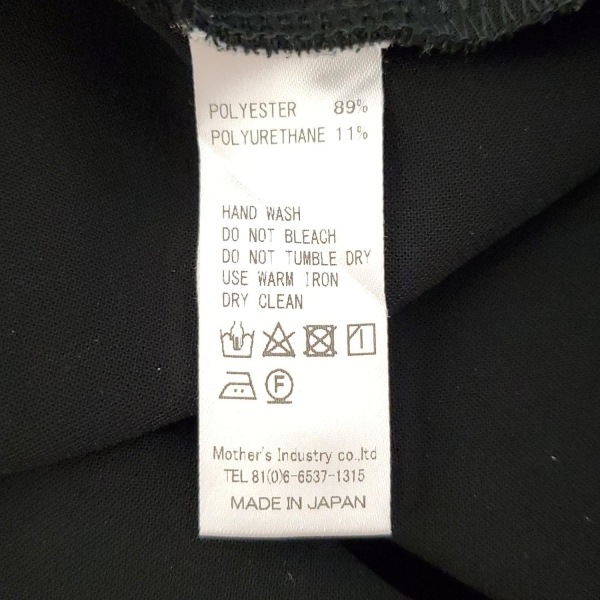 POLYESTER 89%
POLYURETHANE 11%
HAND WASH
DO NOT BLEACH
DO NOT TUMBLE DRY
USE WARM IRON
DRY CLEAN
F
Mother's Industry co.,ltd
TEL 81(0)6-6537-1315
MADE IN JAPAN